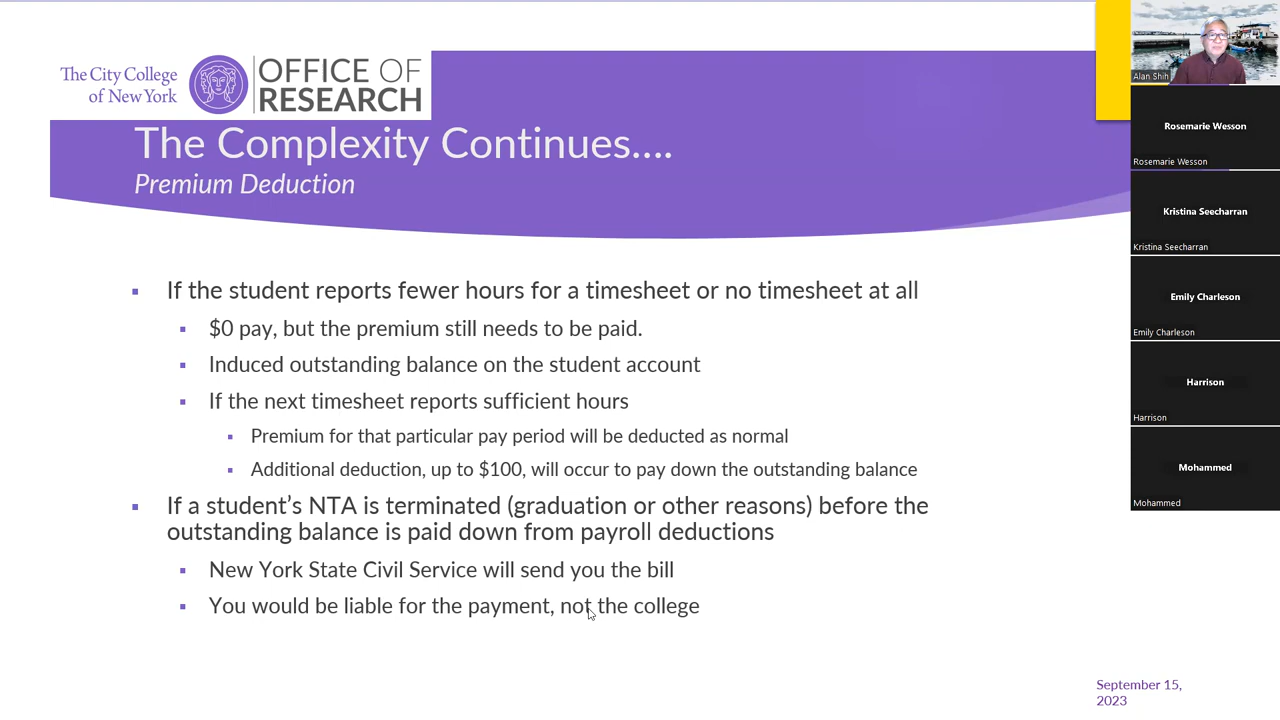 The City College
of New York
OFFICE OF
RESEARCH
The Complexity Continues....
Premium Deduction
▪ If the student reports fewer hours for a timesheet or no timesheet at all
▪ $0 pay, but the premium still needs to be paid.
▪ Induced outstanding balance on the student account
▪ If the next timesheet reports sufficient hours
▪ Premium for that particular pay period will be deducted as normal
▪ Additional deduction, up to $100, will occur to pay down the outstanding balance
▪ If a student’s NTA is terminated (graduation or other reasons) before the
outstanding balance is paid down from payroll deductions
▪ New York State Civil Service will send you the bill
▪ You would be liable for the payment, not the college
September 15,
2023
Alan Shih
Rosemarie Wesson
Rosemarie Wesson
Kristina Seecharran
Kristina Seecharran
Emily Charleson
Emily Charleson
Harrison
Harrison
Mohammed
Mohammed